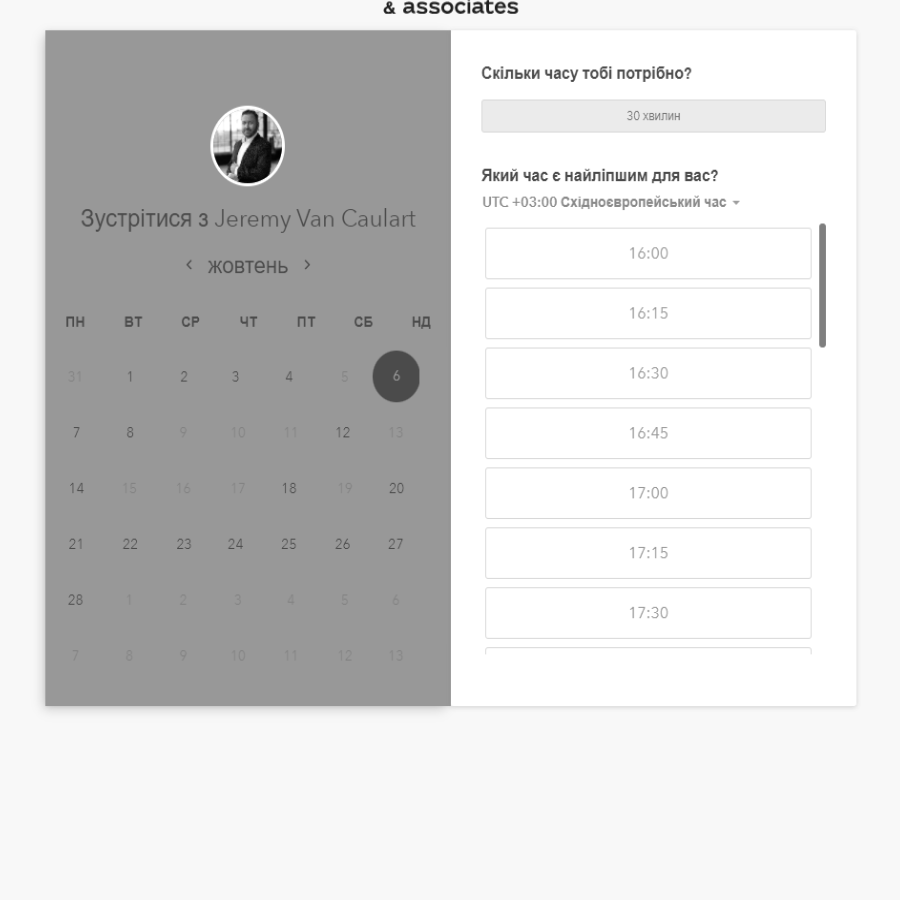 & associates
Зустрітися з Jeremy Van Caulart
жовтень
ПН ВТ СР ЧТ ПТ СБ НД
31 1 2 3 4 5 6
7 8 9 10 11 12 13
14 15 16 17 18 19 20
21 22 23 24 25 26 27
28 1 2 3 4 5 6
7 8 9 10 11 12 13
Скільки часу тобі потрібно?
30 хвилин
Який час є найліпшим для вас?
UTC +03:00 Східноєвропейський час
16:00
16:15
16:30
16:45
17:00
17:15
17:30